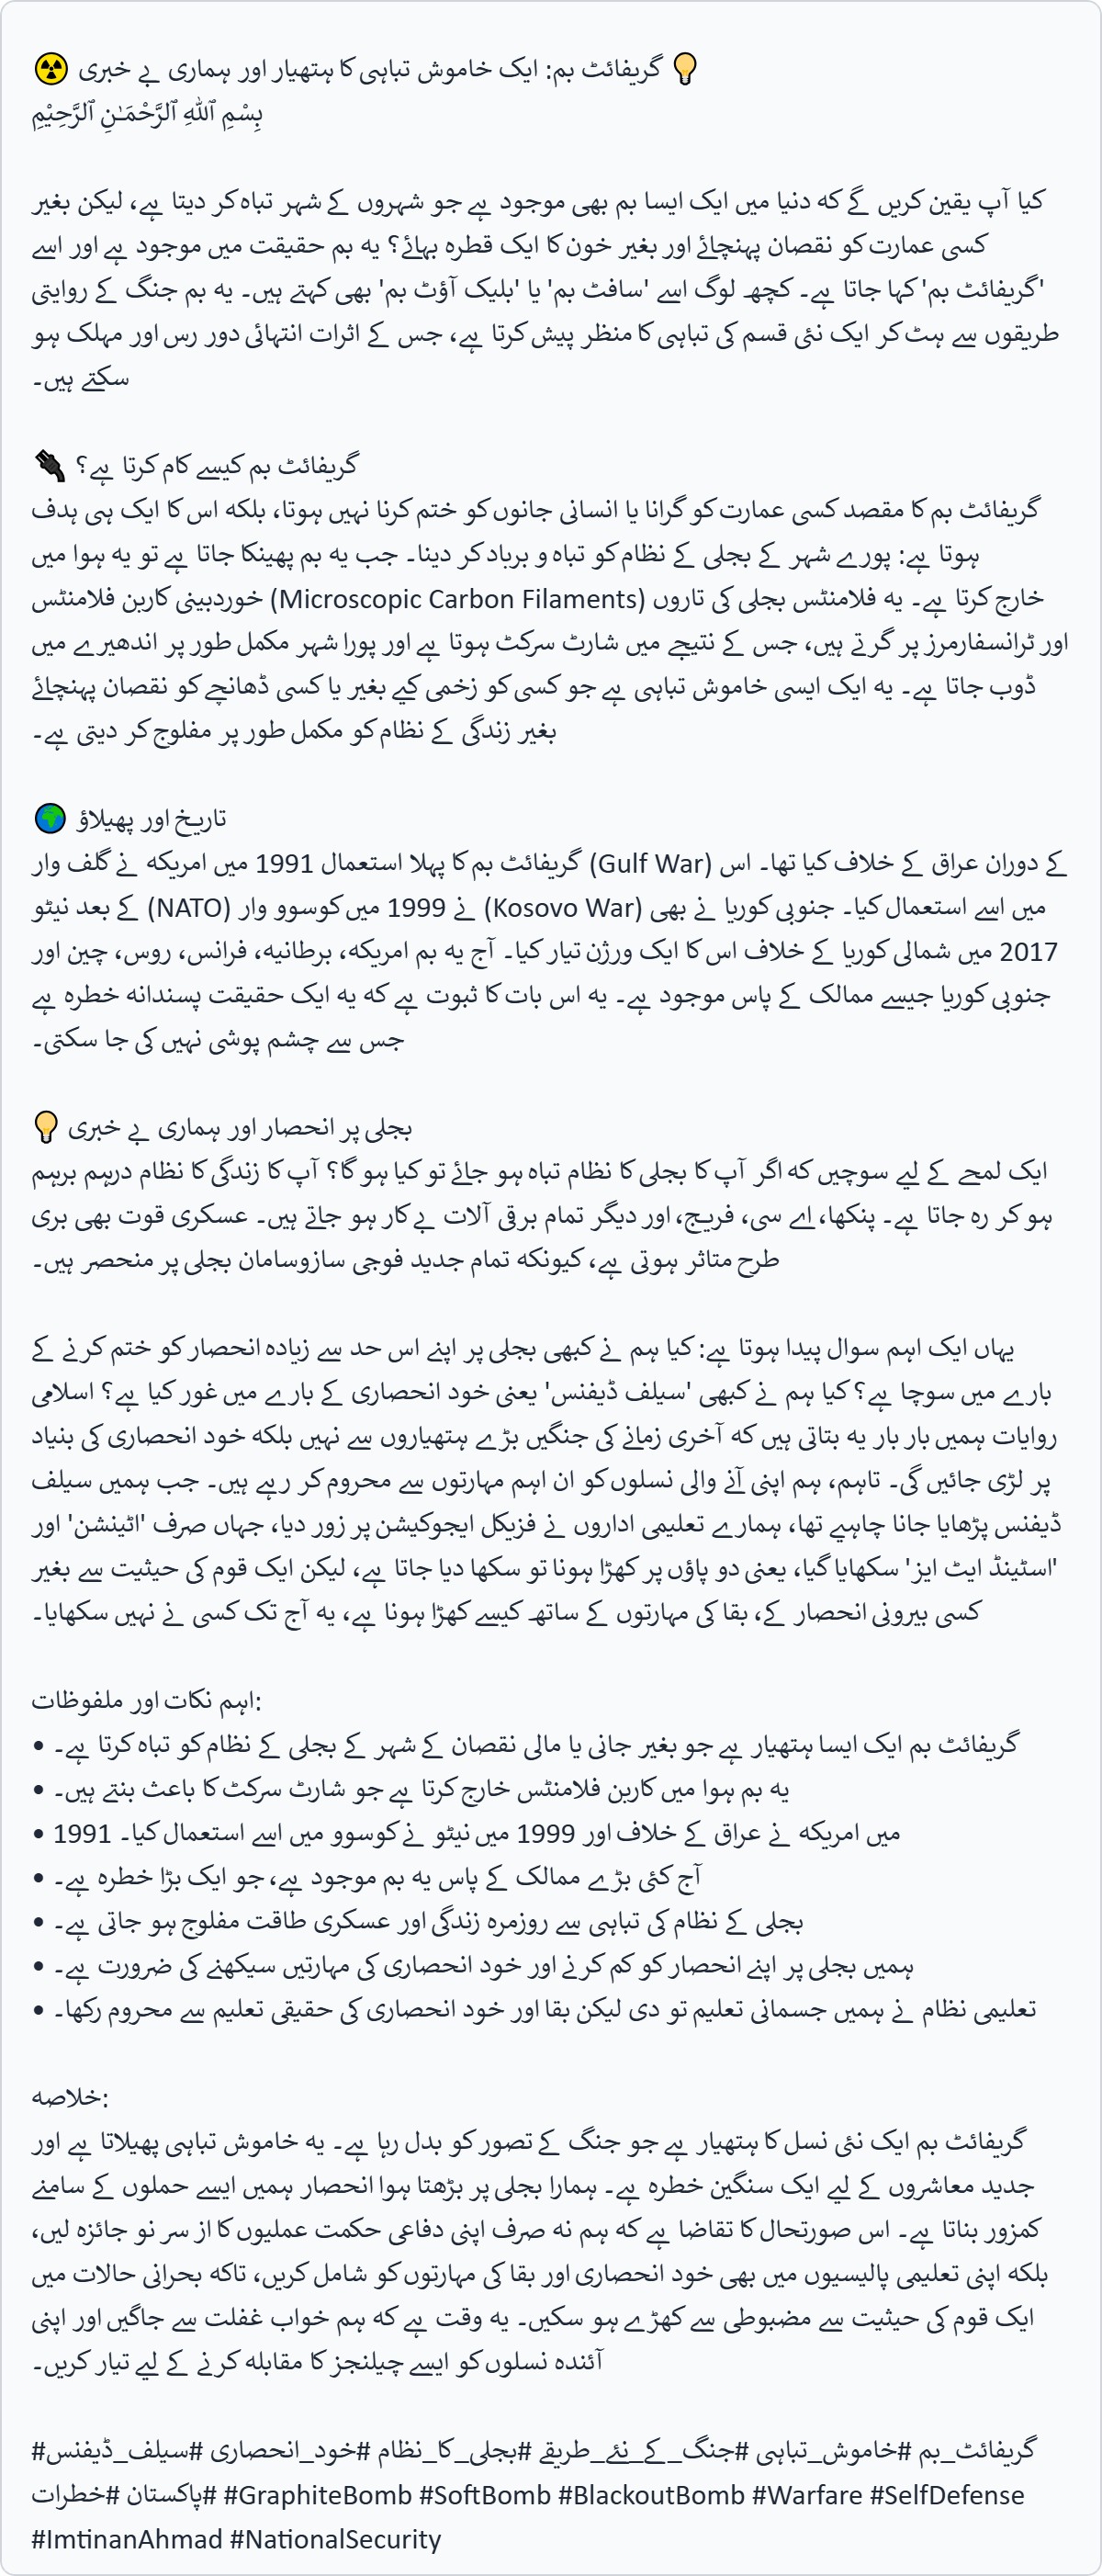 💡 گریفائٹ بم: ایک خاموش تباہی کا ہتھیار اور ہماری بے خبری ☢️
بِسْمِ ٱللهِ ٱلرَّحْمَـٰنِ ٱلرَّحِيْمِ
کیا آپ یقین کریں گے کہ دنیا میں ایک ایسا بم بھی موجود ہے جو شہروں کے شہر تباہ کر دیتا ہے، لیکن بغیر
کسی عمارت کو نقصان پہنچائے اور بغیر خون کا ایک قطرہ بہائے؟ یہ بم حقیقت میں موجود ہے اور اسے
'گریفائٹ بم' کہا جاتا ہے۔ کچھ لوگ اسے 'سافٹ بم' یا 'بلیک آؤٹ بم' بھی کہتے ہیں۔ یہ بم جنگ کے روایتی
طریقوں سے ہٹ کر ایک نئی قسم کی تباہی کا منظر پیش کرتا ہے، جس کے اثرات انتہائی دور رس اور مہلک ہو
سکتے ہیں۔
گریفائٹ بم کیسے کام کرتا ہے؟ 🔌
گریفائٹ بم کا مقصد کسی عمارت کو گرانا یا انسانی جانوں کو ختم کرنا نہیں ہوتا، بلکہ اس کا ایک ہی ہدف
ہوتا ہے: پورے شہر کے بجلی کے نظام کو تباہ و برباد کر دینا۔ جب یہ بم پھینکا جاتا ہے تو یہ ہوا میں
خوردبینی کاربن فلامنٹس (Microscopic Carbon Filaments) خارج کرتا ہے۔ یہ فلامنٹس بجلی کی تاروں
اور ٹرانسفارمرز پر گرتے ہیں، جس کے نتیجے میں شارٹ سرکٹ ہوتا ہے اور پورا شہر مکمل طور پر اندھیرے میں
ڈوب جاتا ہے۔ یہ ایک ایسی خاموش تباہی ہے جو کسی کو زخمی کیے بغیر یا کسی ڈھانچے کو نقصان پہنچائے
بغیر زندگی کے نظام کو مکمل طور پر مفلوج کر دیتی ہے۔
تاریخ اور پھیلاؤ 🌍
گریفائٹ بم کا پہلا استعمال 1991 میں امریکہ نے گلف وار (Gulf War) کے دوران عراق کے خلاف کیا تھا۔ اس
کے بعد نیٹو (NATO) نے 1999 میں کوسوو وار (Kosovo War) میں اسے استعمال کیا۔ جنوبی کوریا نے بھی
2017 میں شمالی کوریا کے خلاف اس کا ایک ورژن تیار کیا۔ آج یہ بم امریکہ، برطانیہ، فرانس، روس، چین اور
جنوبی کوریا جیسے ممالک کے پاس موجود ہے۔ یہ اس بات کا ثبوت ہے کہ یہ ایک حقیقت پسندانہ خطرہ ہے
جس سے چشم پوشی نہیں کی جا سکتی۔
بجلی پر انحصار اور ہماری بے خبری 💡
ایک لمحے کے لیے سوچیں کہ اگر آپ کا بجلی کا نظام تباہ ہو جائے تو کیا ہو گا؟ آپ کا زندگی کا نظام درہم برہم
ہو کر رہ جاتا ہے۔ پنکھا، اے سی، فریج، اور دیگر تمام برقی آلات بے کار ہو جاتے ہیں۔ عسکری قوت بھی بری
طرح متاثر ہوتی ہے، کیونکہ تمام جدید فوجی سازوسامان بجلی پر منحصر ہیں۔
یہاں ایک اہم سوال پیدا ہوتا ہے: کیا ہم نے کبھی بجلی پر اپنے اس حد سے زیادہ انحصار کو ختم کرنے کے
بارے میں سوچا ہے؟ کیا ہم نے کبھی 'سیلف ڈیفنس' یعنی خود انحصاری کے بارے میں غور کیا ہے؟ اسلامی
روایات ہمیں بار بار یہ بتاتی ہیں کہ آخری زمانے کی جنگیں بڑے ہتھیاروں سے نہیں بلکہ خود انحصاری کی بنیاد
پر لڑی جائیں گی۔ تاہم، ہم اپنی آنے والی نسلوں کو ان اہم مہارتوں سے محروم کر رہے ہیں۔ جب ہمیں سیلف
ڈیفنس پڑھایا جانا چاہیے تھا، ہمارے تعلیمی اداروں نے فزیکل ایجوکیشن پر زور دیا، جہاں صرف 'اٹینشن' اور
'اسٹینڈ ایٹ ایز' سکھایا گیا، یعنی دو پاؤں پر کھڑا ہونا تو سکھا دیا جاتا ہے، لیکن ایک قوم کی حیثیت سے بغیر
کسی بیرونی انحصار کے، بقا کی مہارتوں کے ساتھ کیسے کھڑا ہونا ہے، یہ آج تک کسی نے نہیں سکھایا۔
اہم نکات اور ملفوظات:
• گریفائٹ بم ایک ایسا ہتھیار ہے جو بغیر جانی یا مالی نقصان کے شہر کے بجلی کے نظام کو تباہ کرتا ہے۔
• یہ بم ہوا میں کاربن فلامنٹس خارج کرتا ہے جو شارٹ سرکٹ کا باعث بنتے ہیں۔
• 1991 میں امریکہ نے عراق کے خلاف اور 1999 میں نیٹو نے کوسوو میں اسے استعمال کیا۔
• آج کئی بڑے ممالک کے پاس یہ بم موجود ہے، جو ایک بڑا خطرہ ہے۔
• بجلی کے نظام کی تباہی سے روزمرہ زندگی اور عسکری طاقت مفلوج ہو جاتی ہے۔
• ہمیں بجلی پر اپنے انحصار کو کم کرنے اور خود انحصاری کی مہارتیں سیکھنے کی ضرورت ہے۔
• تعلیمی نظام نے ہمیں جسمانی تعلیم تو دی لیکن بقا اور خود انحصاری کی حقیقی تعلیم سے محروم رکھا۔
خلاصہ:
گریفائٹ بم ایک نئی نسل کا ہتھیار ہے جو جنگ کے تصور کو بدل رہا ہے۔ یہ خاموش تباہی پھیلاتا ہے اور
جدید معاشروں کے لیے ایک سنگین خطرہ ہے۔ ہمارا بجلی پر بڑھتا ہوا انحصار ہمیں ایسے حملوں کے سامنے
کمزور بناتا ہے۔ اس صورتحال کا تقاضا ہے کہ ہم نہ صرف اپنی دفاعی حکمت عملیوں کا از سر نو جائزہ لیں،
بلکہ اپنی تعلیمی پالیسیوں میں بھی خود انحصاری اور بقا کی مہارتوں کو شامل کریں، تاکہ بحرانی حالات میں
ایک قوم کی حیثیت سے مضبوطی سے کھڑے ہو سکیں۔ یہ وقت ہے کہ ہم خواب غفلت سے جاگیں اور اپنی
آئندہ نسلوں کو ایسے چیلنجز کا مقابلہ کرنے کے لیے تیار کریں۔
#گریفائٹ_بم #خاموش_تباہی #جنگ_کے_نئے_طریقے #بجلی_کا_نظام #خود_انحصاری #سیلف_ڈیفنس
#پاکستان #خطرات #GraphiteBomb #SoftBomb #BlackoutBomb #Warfare #SelfDefense
#ImtinanAhmad #NationalSecurity